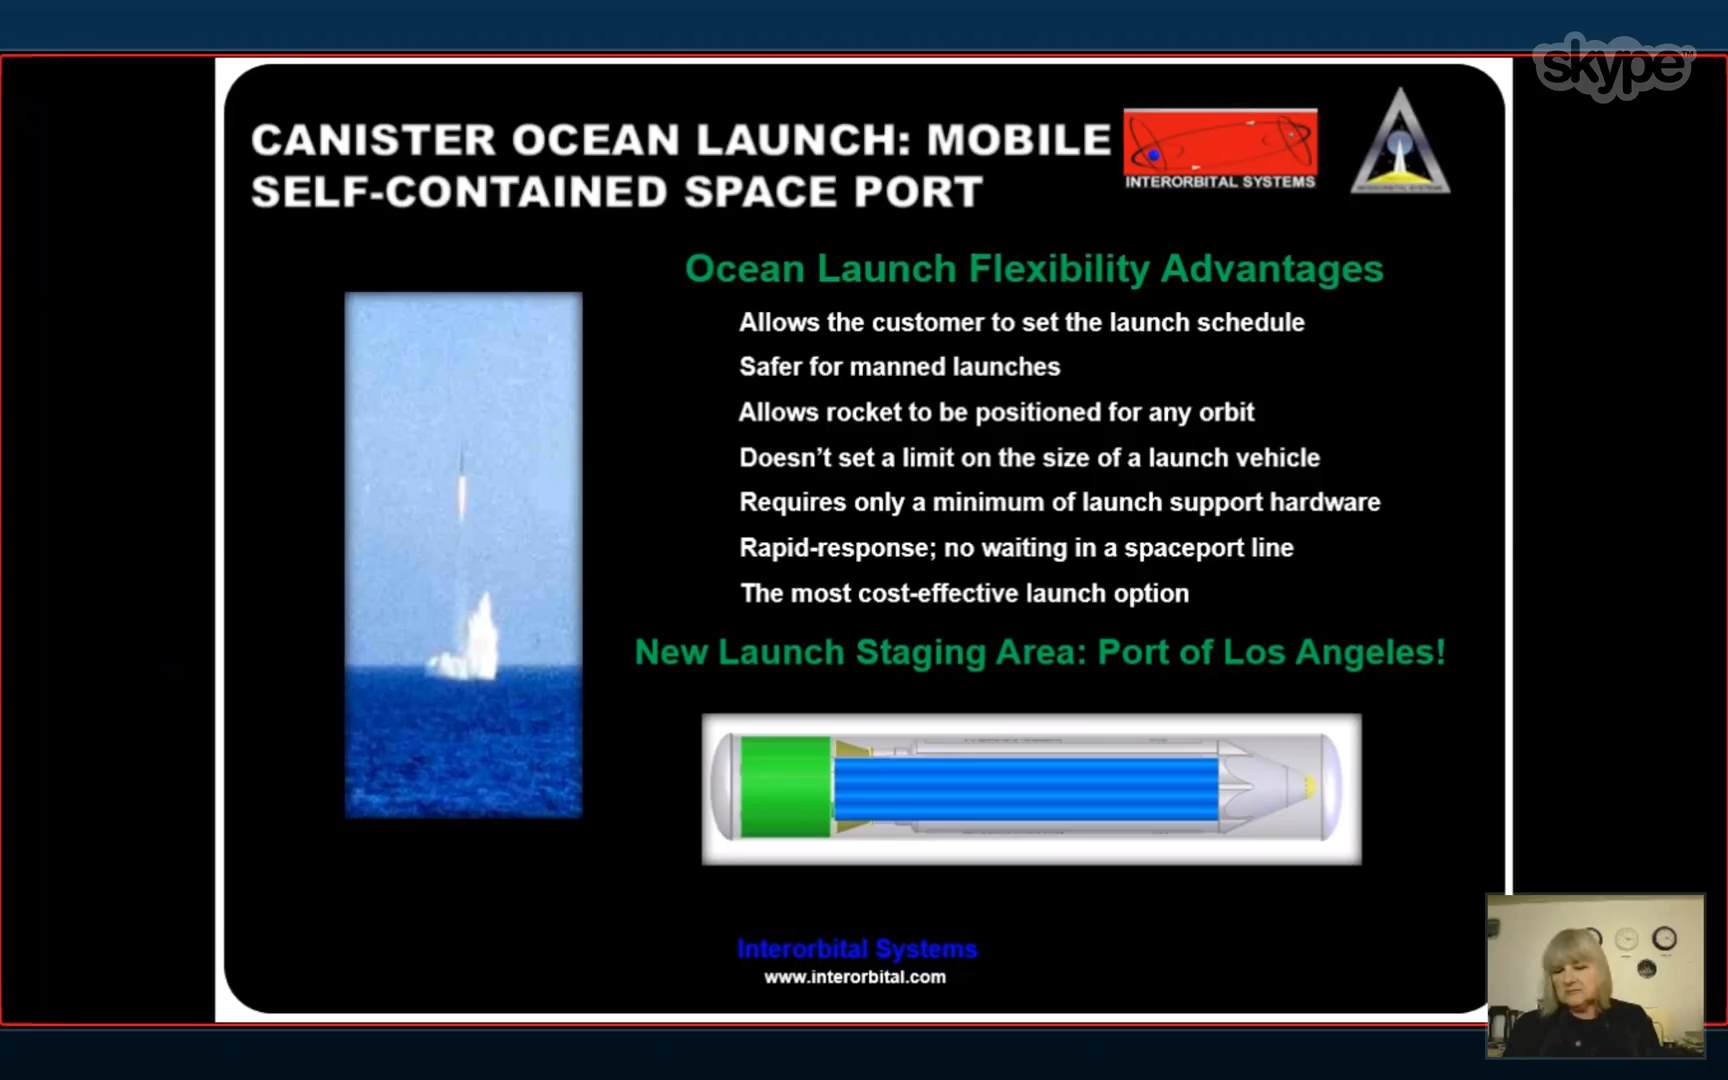 skype™
CANISTER OCEAN LAUNCH: MOBILE
SELF-CONTAINED SPACE PORT
INTERORBITAL SYSTEMS
Ocean Launch Flexibility Advantages
Allows the customer to set the launch schedule
Safer for manned launches
Allows rocket to be positioned for any orbit
Doesn't set a limit on the size of a launch vehicle
Requires only a minimum of launch support hardware
Rapid-response; no waiting in a spaceport line
The most cost-effective launch option
New Launch Staging Area: Port of Los Angeles!
Interorbital Systems
www.interorbital.com